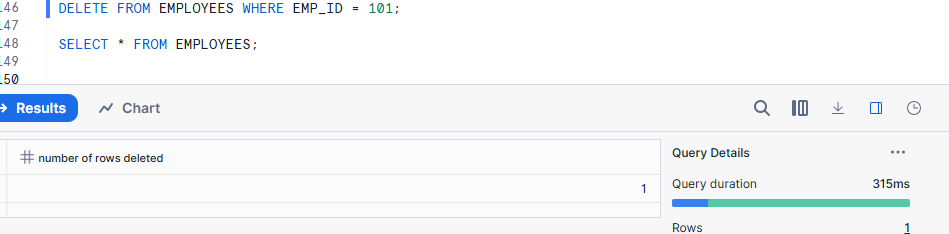 146 DELETE FROM EMPLOYEES WHERE EMP_ID = 101;
147
148 SELECT * FROM EMPLOYEES;
149
150
Results Chart
number of rows deleted
1
Query Details ...
Query duration 315ms
Rows 1